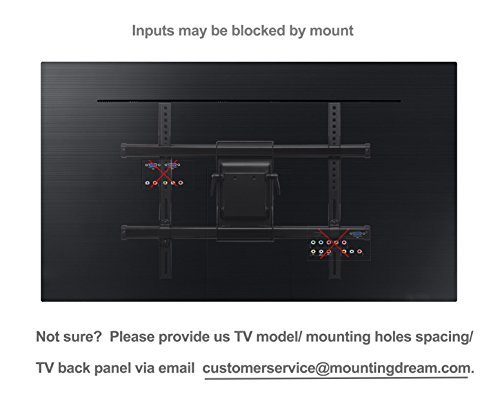 Inputs may be blocked by mount
Not sure? Please provide us TV model/ mounting holes spacing/
TV back panel via email customerservice@mountingdream.com.